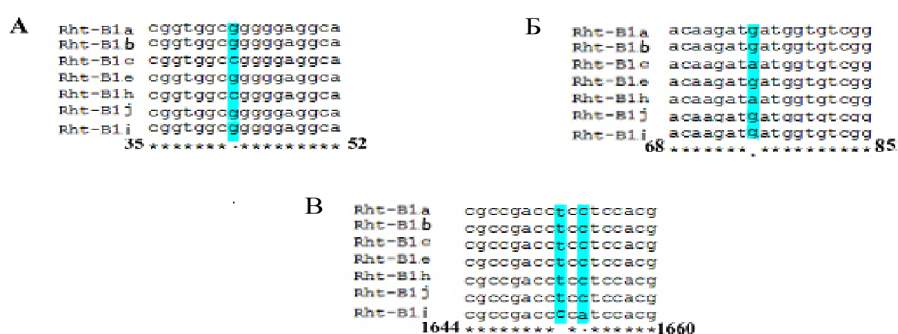 А
Rht-B1a cggtggcgggggaggca
Rht-B1b cggtggcgggggaggca
Rht-B1c cggtggccggggaggca
Rht-B1e cggtggcgggggaggca
Rht-B1h cggtggccggggaggca
Rht-B1j cggtggcgggggaggca
Rht-B1i cggtggcgggggaggca
35 *******.********* 52
Б
Rht-B1a acaagatgatggtgtcgg
Rht-B1b acaagatgatggtgtcgg
Rht-B1c acaagataatggtgtcgg
Rht-B1e acaagatgatggtgtcgg
Rht-B1h acaagataatggtgtcgg
Rht-B1j acaagatgatggtgtcgg
Rht-B1i acaagatgatggtgtcgg
68 *******.********** 85
В
Rht-B1a cgccgacctcctccacg
Rht-B1b cgccgacctcctccacg
Rht-B1c cgccgacctcctccacg
Rht-B1e cgccgacctcctccacg
Rht-B1h cgccgacctcctccacg
Rht-B1j cgccgacctcctccacg
Rht-B1i cgccgaccccatccacg
1644 ******** *.****** 1660